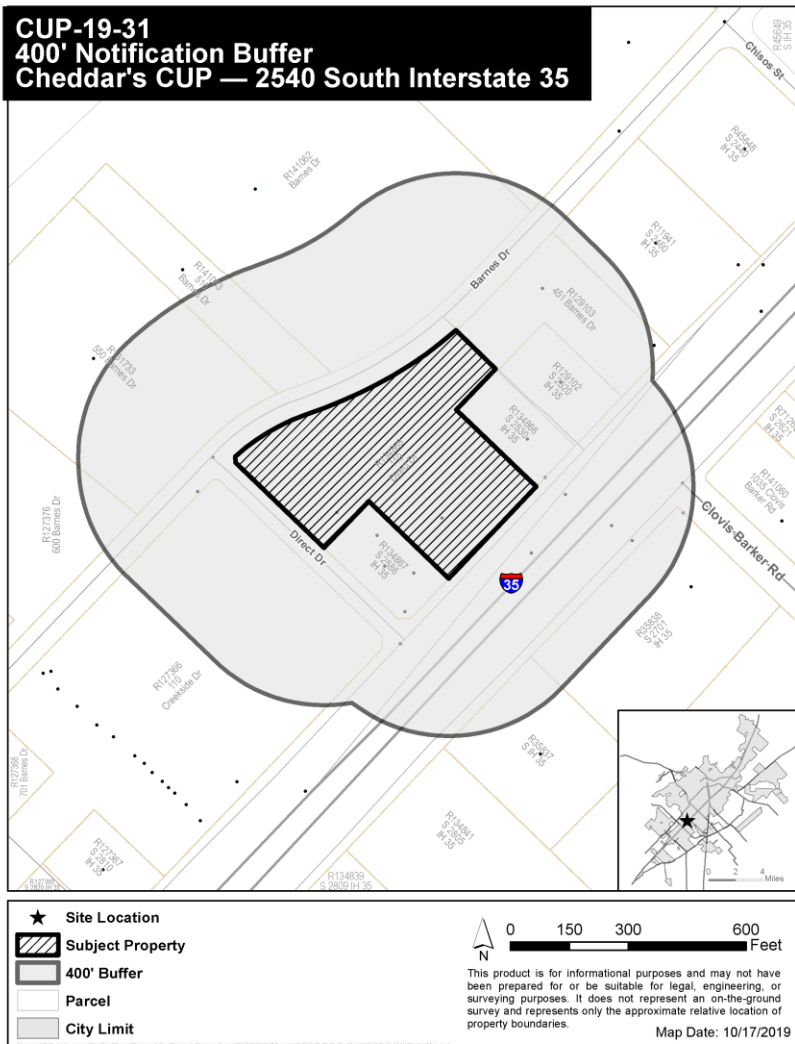 CUP-19-31
400' Notification Buffer
Cheddar's CUP — 2540 South Interstate 35
R45649
S IH 35
Chisos St
R45648
S 2440
IH 35
R141062
Barnes Dr
R11941
S 2460
IH 35
Barnes Dr
Barnes Dr
R129103
451 Barnes Dr
550 Barnes Dr
R129102
S 2520
IH 35
R134866
S 2530
IH 35
S 2621
IH 35
R141060
1035 Clovis
Barker Rd
Clovis Barker Rd
R127376
600 Barnes Dr
Direct Dr
R134867
IH 35
35
R35838
S 2701
IH 35
R127366
110
Creekside Dr
R35837
S IH 35
R127368
701 Barnes Dr
R134841
S 2805
IH 35
R127367
S 2810
IH 35
R134839
S 2809 IH 35
0 2 4
Miles
Site Location
Subject Property
400' Buffer
Parcel
City Limit
N
0 150 300 600
Feet
This product is for informational purposes and may not have
been prepared for or be suitable for legal, engineering, or
surveying purposes. It does not represent an on-the-ground
survey and represents only the approximate relative location of
property boundaries.
Map Date: 10/17/2019